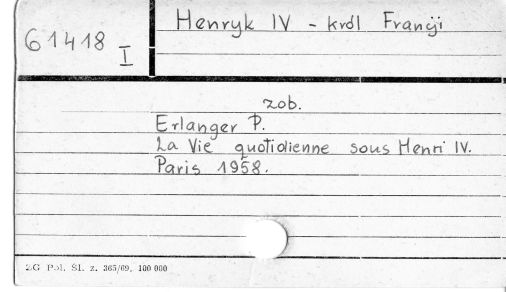 61418
I
Henryk IV - król Francji
zob.
Erlanger P.
La Vie quotidienne sous Henri IV.
Paris 1958.
ZG Pol. Śl. z. 365/69, 100 000